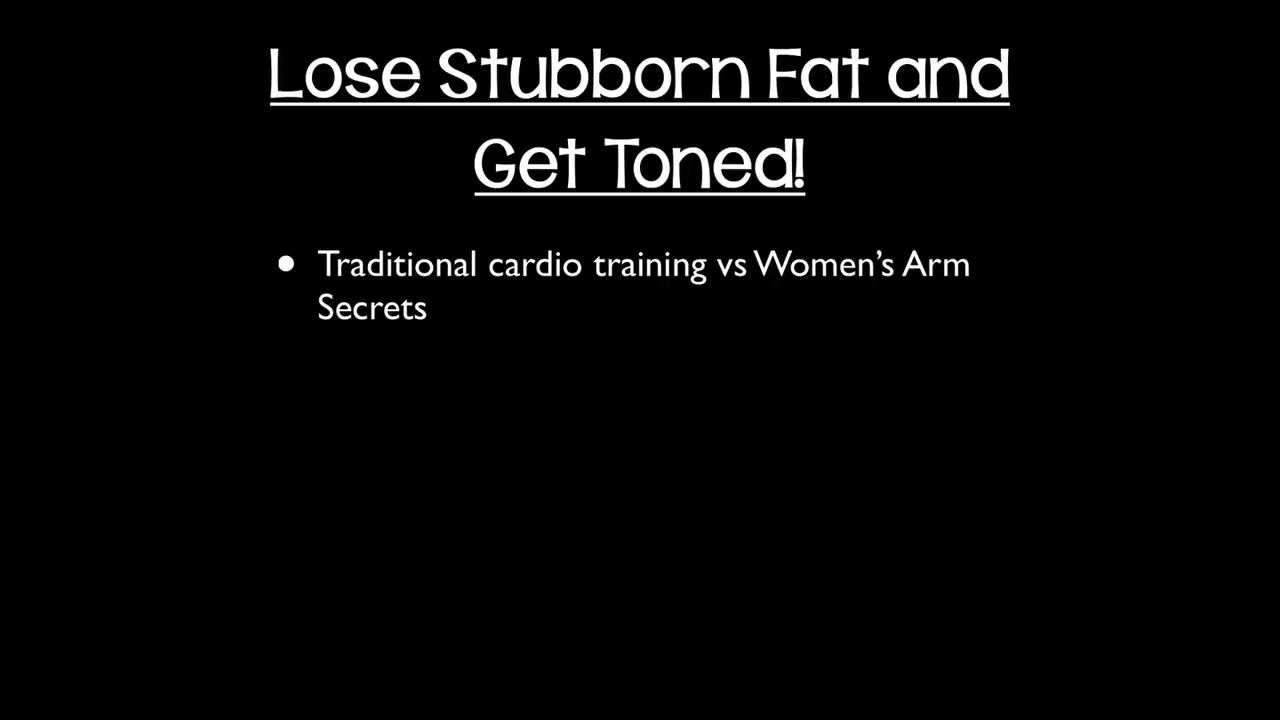 Lose Stubborn Fat and
Get Toned!
• Traditional cardio training vs Women’s Arm
Secrets